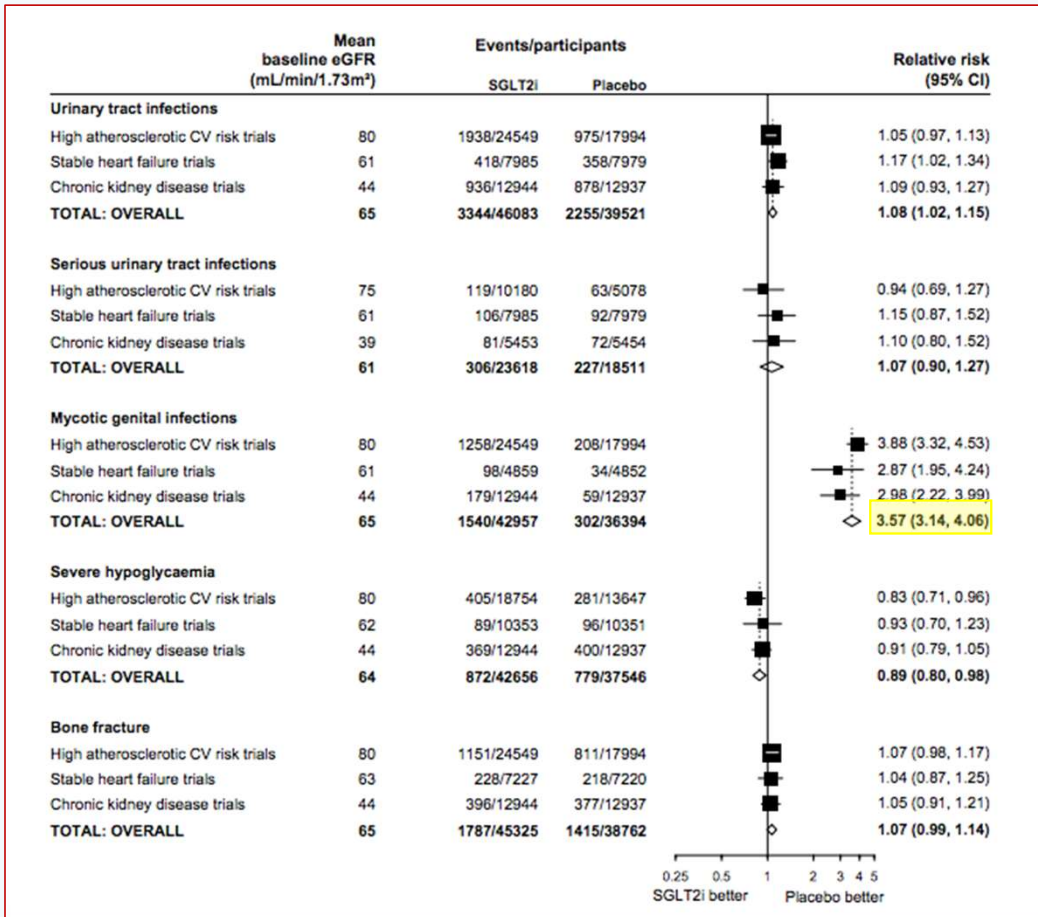 Mean
baseline eGFR
(mL/min/1.73m²)
Events/participants
SGLT2i Placebo
Relative risk
(95% CI)
Urinary tract infections
High atherosclerotic CV risk trials 80 1938/24549 975/17994 1.05 (0.97, 1.13)
Stable heart failure trials 61 418/7985 358/7979 1.17 (1.02, 1.34)
Chronic kidney disease trials 44 936/12944 878/12937 1.09 (0.93, 1.27)
TOTAL: OVERALL 65 3344/46083 2255/39521 1.08 (1.02, 1.15)
Serious urinary tract infections
High atherosclerotic CV risk trials 75 119/10180 63/5078 0.94 (0.69, 1.27)
Stable heart failure trials 61 106/7985 92/7979 1.15 (0.87, 1.52)
Chronic kidney disease trials 39 81/5453 72/5454 1.10 (0.80, 1.52)
TOTAL: OVERALL 61 306/23618 227/18511 1.07 (0.90, 1.27)
Mycotic genital infections
High atherosclerotic CV risk trials 80 1258/24549 208/17994 3.88 (3.32, 4.53)
Stable heart failure trials 61 98/4859 34/4852 2.87 (1.95, 4.24)
Chronic kidney disease trials 44 179/12944 59/12937 2.98 (2.22, 3.99)
TOTAL: OVERALL 65 1540/42957 302/36394 3.57 (3.14, 4.06)
Severe hypoglycaemia
High atherosclerotic CV risk trials 80 405/18754 281/13647 0.83 (0.71, 0.96)
Stable heart failure trials 62 89/10353 96/10351 0.93 (0.70, 1.23)
Chronic kidney disease trials 44 369/12944 400/12937 0.91 (0.79, 1.05)
TOTAL: OVERALL 64 872/42656 779/37546 0.89 (0.80, 0.98)
Bone fracture
High atherosclerotic CV risk trials 80 1151/24549 811/17994 1.07 (0.98, 1.17)
Stable heart failure trials 63 228/7227 218/7220 1.04 (0.87, 1.25)
Chronic kidney disease trials 44 396/12944 377/12937 1.05 (0.91, 1.21)
TOTAL: OVERALL 65 1787/45325 1415/38762 1.07 (0.99, 1.14)
0.25 0.5 1 2 3 4 5
SGLT2i better Placebo better